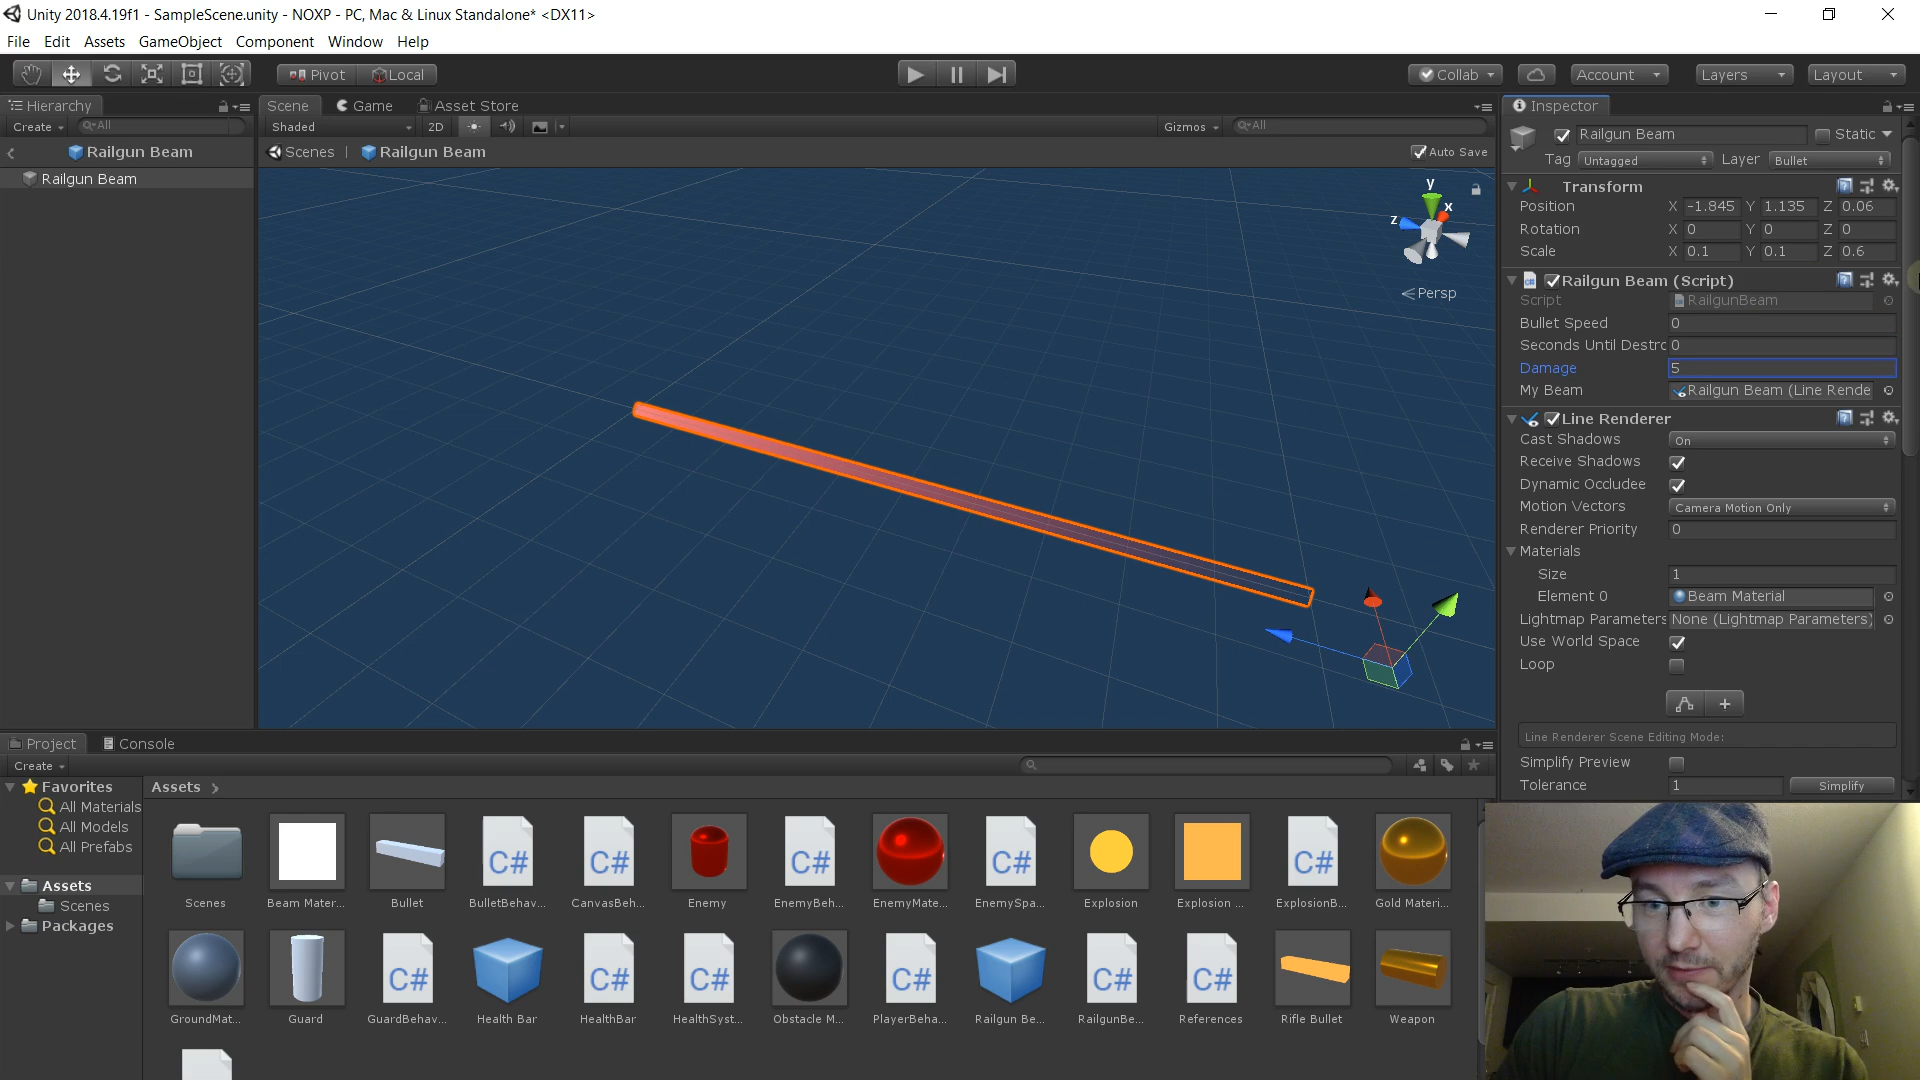 Unity 2018.4.19f1 - SampleScene.unity - NOXP - PC, Mac & Linux Standalone* <DX11>
File Edit Assets GameObject Component Window Help
Pivot Local Collab Account Layers Layout
Hierarchy
Create All
Railgun Beam
Railgun Beam
Scene Game Asset Store
Shaded 2D Gizmos All
Scenes | Railgun Beam Auto Save
y
x
z
Persp
Inspector
Railgun Beam Static
Tag Untagged Layer Bullet
Transform
Position X -1.845 Y 1.135 Z 0.06
Rotation X 0 Y 0 Z 0
Scale X 0.1 Y 0.1 Z 0.6
Railgun Beam (Script)
Script RailgunBeam
Bullet Speed 0
Seconds Until Destro 0
Damage 5
My Beam Railgun Beam (Line Rende
Line Renderer
Cast Shadows On
Receive Shadows
Dynamic Occludee
Motion Vectors Camera Motion Only
Renderer Priority 0
Materials
Size 1
Element 0 Beam Material
Lightmap Parameters None (Lightmap Parameters)
Use World Space
Loop
Line Renderer Scene Editing Mode:
Simplify Preview
Tolerance 1 Simplify
Project Console
Create
Favorites
All Materials
All Models
All Prefabs
Assets
Scenes
Packages
Assets
C# C# C# C# C#
Scenes Beam Mater... Bullet BulletBehav... CanvasBeh... Enemy EnemyBeh... EnemyMate... EnemySpa... Explosion Explosion ... ExplosionB... Gold Materi...
C# C# C# C# C# C#
GroundMat... Guard GuardBehav... Health Bar HealthBar HealthSyst... Obstacle M... PlayerBeha... Railgun Be... RailgunBe... References Rifle Bullet Weapon